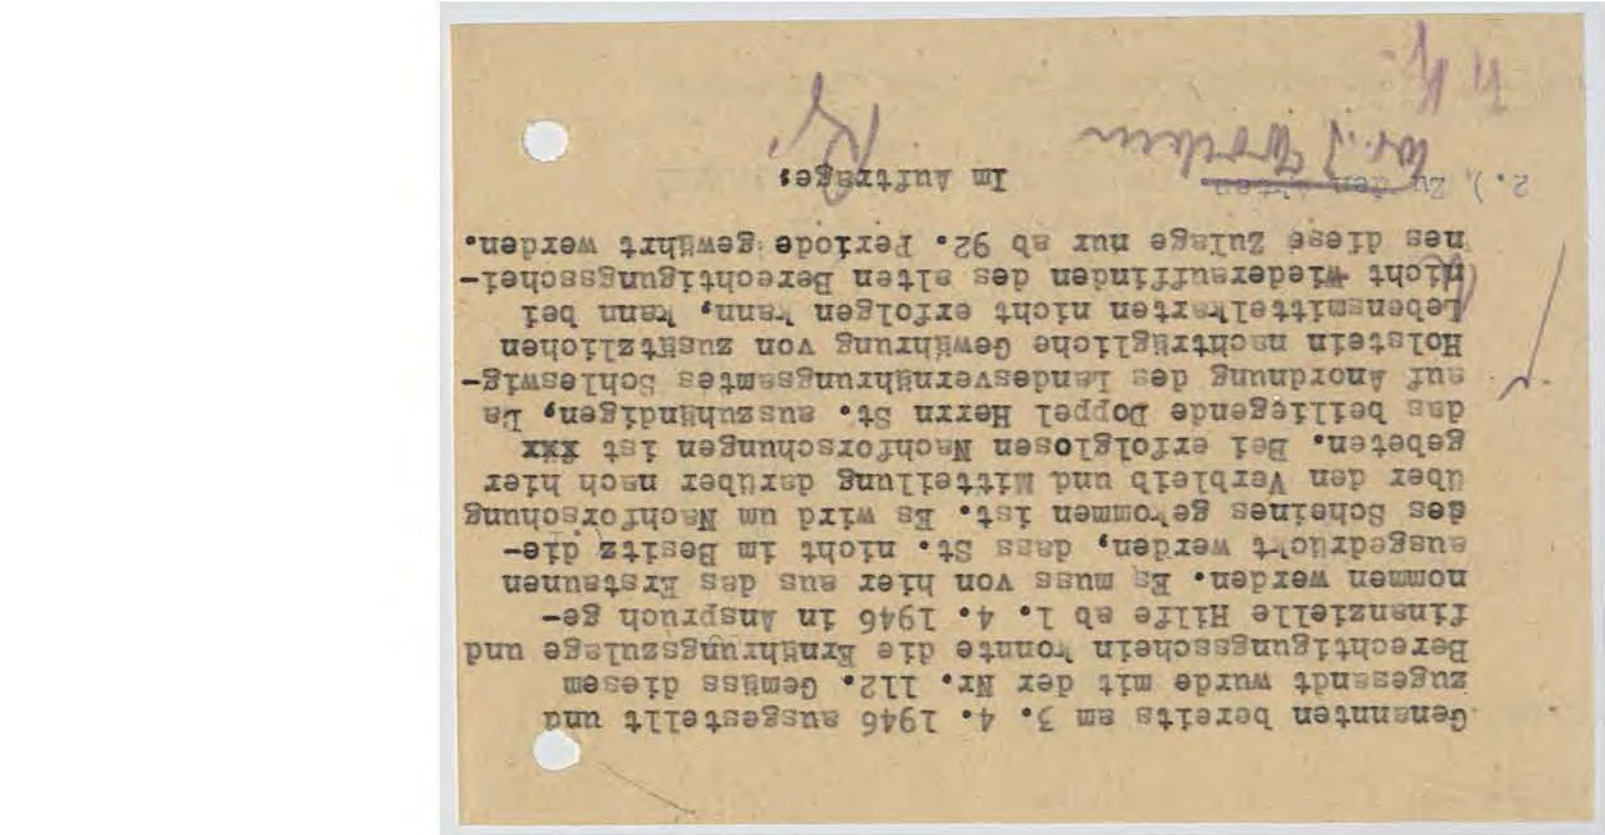 Genannten bereits am 3. 4. 1946 ausgestellt und
zugesandt wurde mit der Nr. 112. Gemäss diesem
Berechtigungsschein konnte die Ernährungszulage und
finanzielle Hilfe ab 1. 4. 1946 in Anspruch ge-
nommen werden. Es muss von hier aus das Erstaunen
ausgedrückt werden, dass St. nicht im Besitz die-
ses Scheines gekommen ist. Es wird um Nachforschung
über den Verbleib und Mitteilung darüber nach hier
gebeten. Bei erfolglosen Nachforschungen ist xxx
das beiliegende Doppel Herrn St. auszuhändigen, Da
auf Anordnung des Landesvernährungsamtes Schleswig-
Holstein nachträgliche Gewährung von zusätzlichen
Lebensmittelkarten nicht erfolgen kann, kann bei
nicht Wiederauffinden des alten Berechtigungsschei-
nes diese Zulage nur ab 92. Periode gewährt werden.
2.), Zu den Akten.
Im Auftrage: